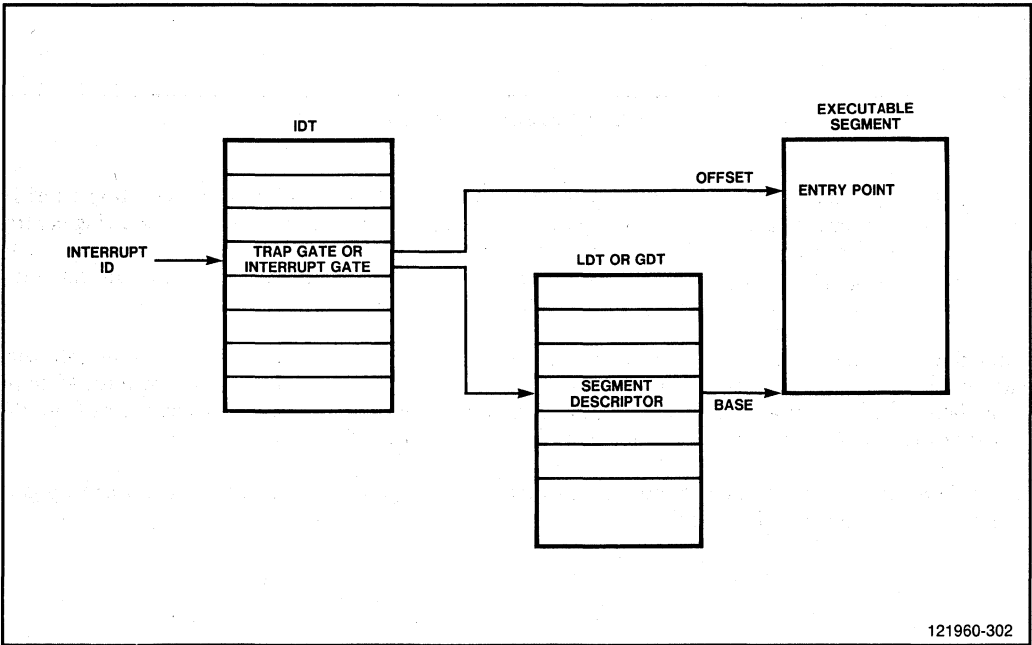 IDT
EXECUTABLE
SEGMENT
OFFSET
ENTRY POINT
INTERRUPT
ID
TRAP GATE OR
INTERRUPT GATE
LDT OR GDT
SEGMENT
DESCRIPTOR
BASE
121960-302